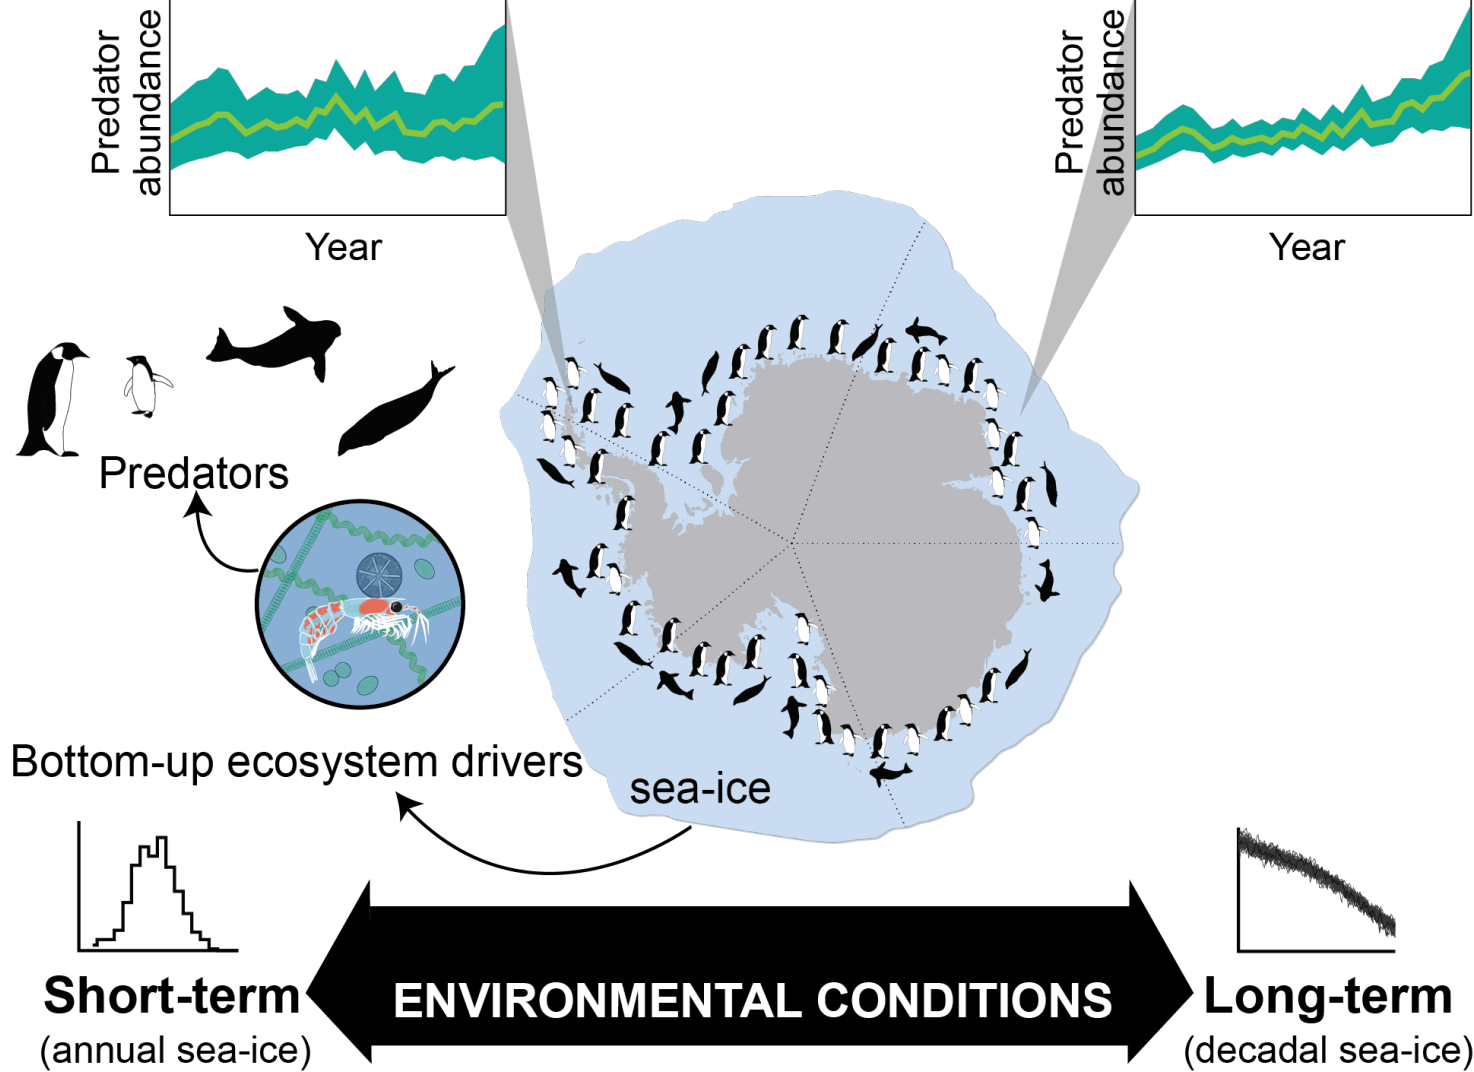 Predator
abundance
Year
Predator
abundance
Year
Predators
Bottom-up ecosystem drivers
sea-ice
ENVIRONMENTAL CONDITIONS
Short-term
(annual sea-ice)
Long-term
(decadal sea-ice)